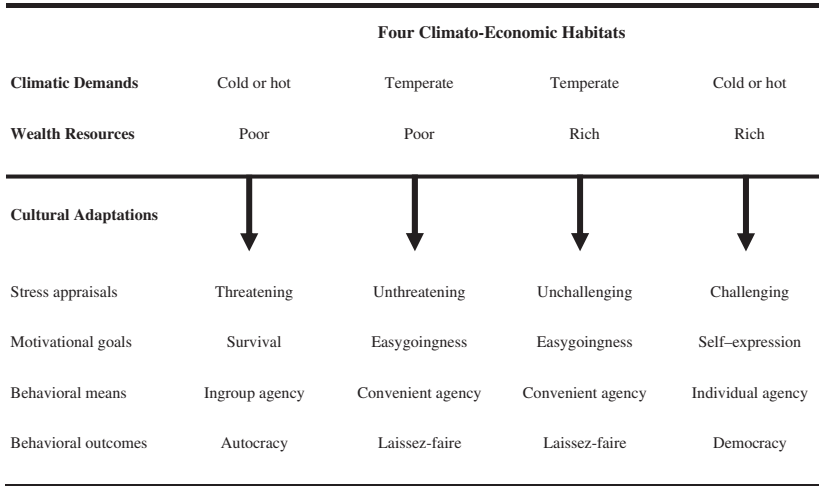 Four Climato-Economic Habitats
Climatic Demands Cold or hot Temperate Temperate Cold or hot
Wealth Resources Poor Poor Rich Rich
Cultural Adaptations
Stress appraisals Threatening Unthreatening Unchallenging Challenging
Motivational goals Survival Easygoingness Easygoingness Self–expression
Behavioral means Ingroup agency Convenient agency Convenient agency Individual agency
Behavioral outcomes Autocracy Laissez-faire Laissez-faire Democracy